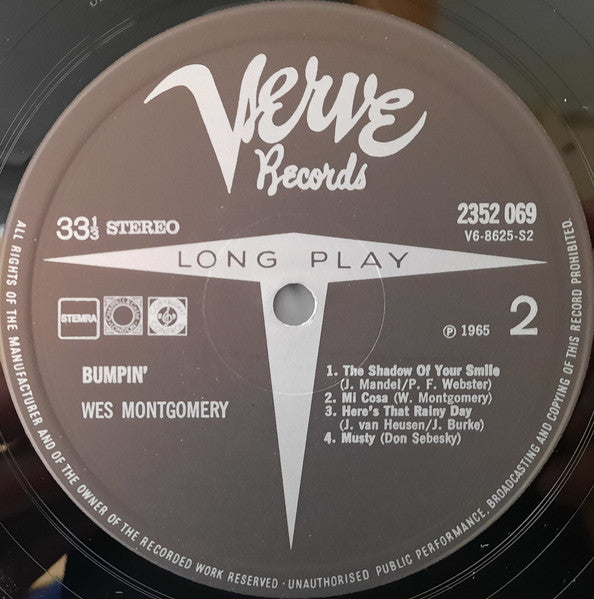 Verve
Records
33⅓ STEREO
2352 069
V6-8625-S2
LONG PLAY
STEMRA
℗ 1965
2
BUMPIN'
WES MONTGOMERY
1. The Shadow Of Your Smile
(J. Mandel/P. F. Webster)
2. Mi Cosa (W. Montgomery)
3. Here's That Rainy Day
(J. van Heusen/J. Burke)
4. Musty (Don Sebesky)
ALL RIGHTS OF THE MANUFACTURER AND OF THE OWNER OF THE RECORDED WORK RESERVED · UNAUTHORISED PUBLIC PERFORMANCE, BROADCASTING AND COPYING OF THIS RECORD PROHIBITED.